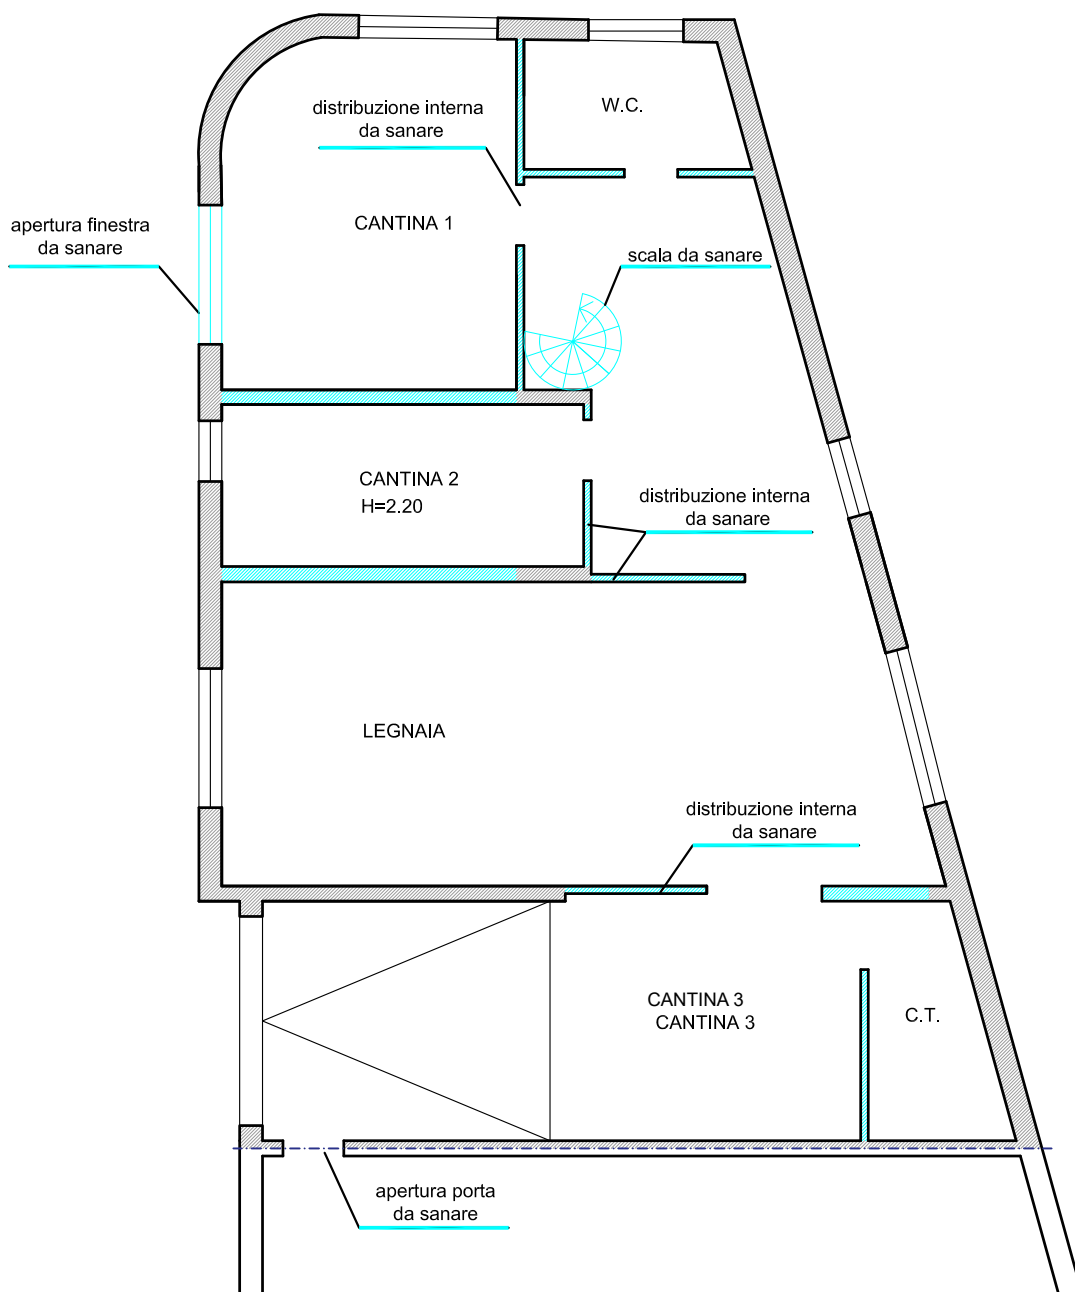 W.C.
distribuzione interna
da sanare
CANTINA 1
apertura finestra
da sanare
scala da sanare
CANTINA 2
H=2.20
distribuzione interna
da sanare
LEGNAIA
distribuzione interna
da sanare
CANTINA 3
CANTINA 3
C.T.
apertura porta
da sanare